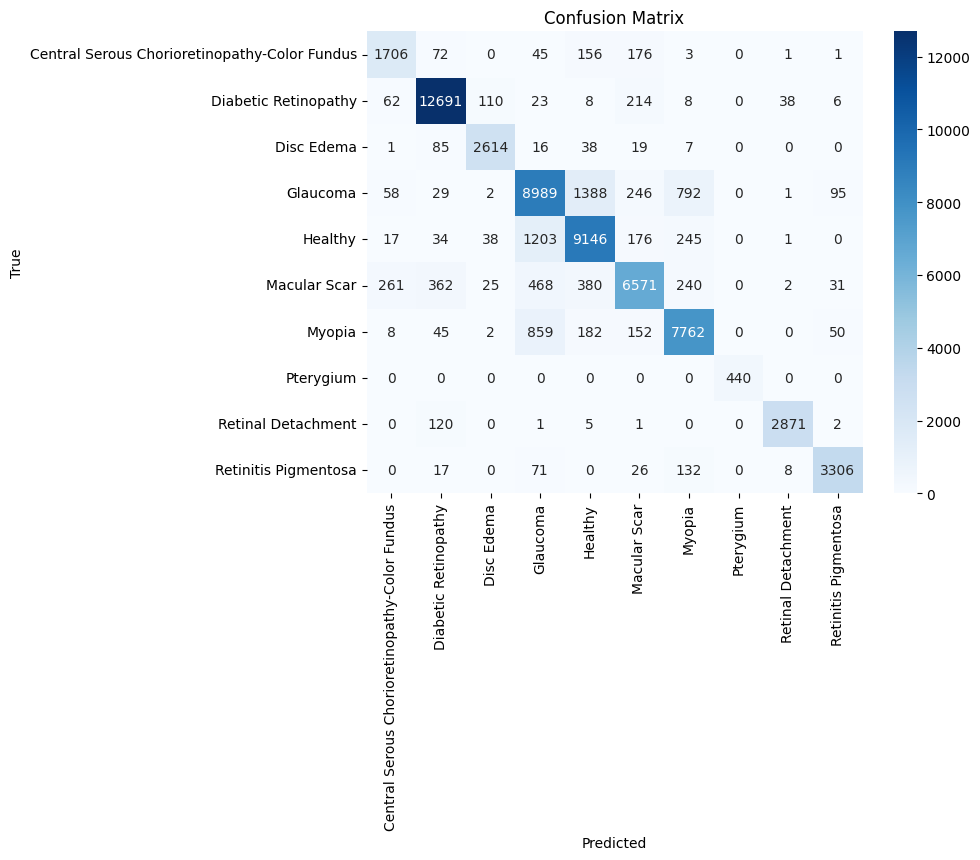 Confusion Matrix
Central Serous Chorioretinopathy-Color Fundus 1706 72 0 45 156 176 3 0 1 1
Diabetic Retinopathy 62 12691 110 23 8 214 8 0 38 6
Disc Edema 1 85 2614 16 38 19 7 0 0 0
Glaucoma 58 29 2 8989 1388 246 792 0 1 95
Healthy 17 34 38 1203 9146 176 245 0 1 0
Macular Scar 261 362 25 468 380 6571 240 0 2 31
Myopia 8 45 2 859 182 152 7762 0 0 50
Pterygium 0 0 0 0 0 0 0 440 0 0
Retinal Detachment 0 120 0 1 5 1 0 0 2871 2
Retinitis Pigmentosa 0 17 0 71 0 26 132 0 8 3306
True
Central Serous Chorioretinopathy-Color Fundus
Diabetic Retinopathy
Disc Edema
Glaucoma
Healthy
Macular Scar
Myopia
Pterygium
Retinal Detachment
Retinitis Pigmentosa
Predicted
12000
10000
8000
6000
4000
2000
0